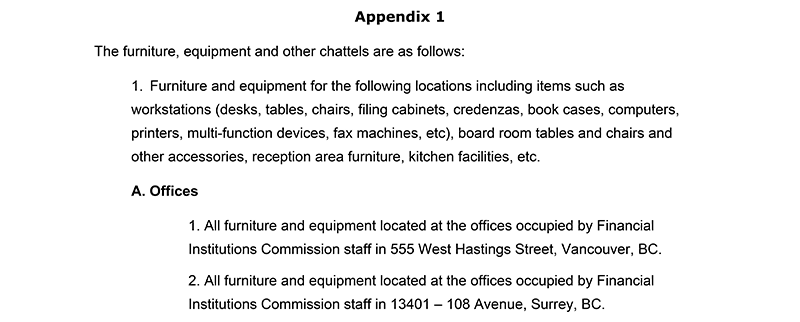 Appendix 1
The furniture, equipment and other chattels are as follows:
1. Furniture and equipment for the following locations including items such as
workstations (desks, tables, chairs, filing cabinets, credenzas, book cases, computers,
printers, multi-function devices, fax machines, etc), board room tables and chairs and
other accessories, reception area furniture, kitchen facilities, etc.
A. Offices
1. All furniture and equipment located at the offices occupied by Financial
Institutions Commission staff in 555 West Hastings Street, Vancouver, BC.
2. All furniture and equipment located at the offices occupied by Financial
Institutions Commission staff in 13401 – 108 Avenue, Surrey, BC.